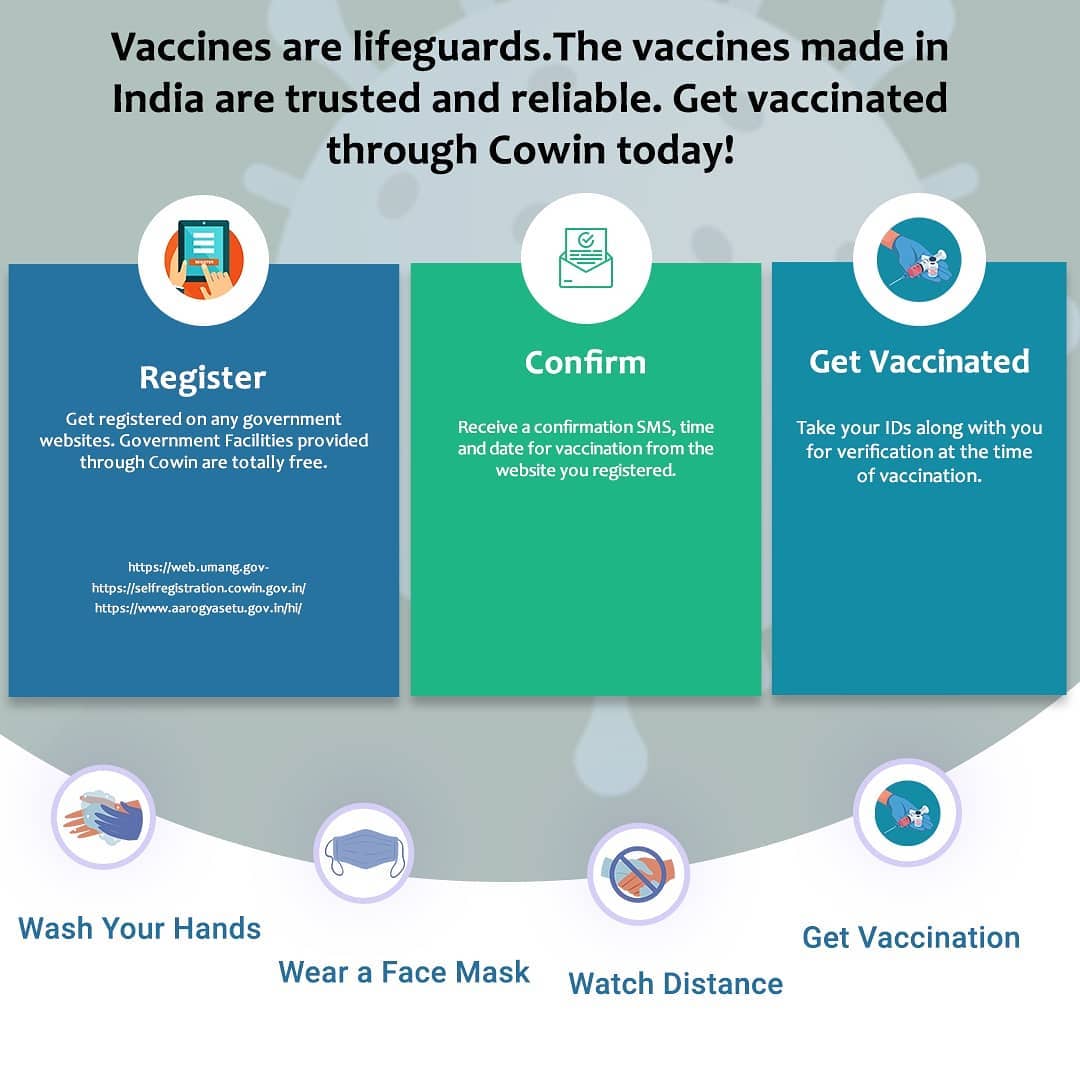 Vaccines are lifeguards.The vaccines made in
India are trusted and reliable. Get vaccinated
through Cowin today!
Register
Get registered on any government
websites. Government Facilities provided
through Cowin are totally free.
https://web.umang.gov-
https://selfregistration.cowin.gov.in/
https://www.aarogyasetu.gov.in/hi/
Confirm
Receive a confirmation SMS, time
and date for vaccination from the
website you registered.
Get Vaccinated
Take your IDs along with you
for verification at the time
of vaccination.
Wash Your Hands
Wear a Face Mask
Watch Distance
Get Vaccination